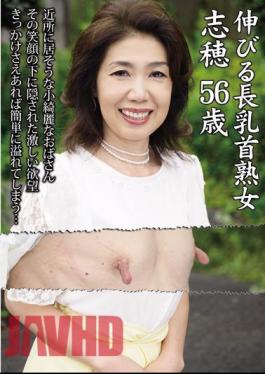 伸びる長乳首熟女
志穂 56歳
近所に居そうな小綺麗なおばさん
その笑顔の下に隠された激しい欲望
きっかけさえあれば簡単に溢れてしまう…
JAVHD